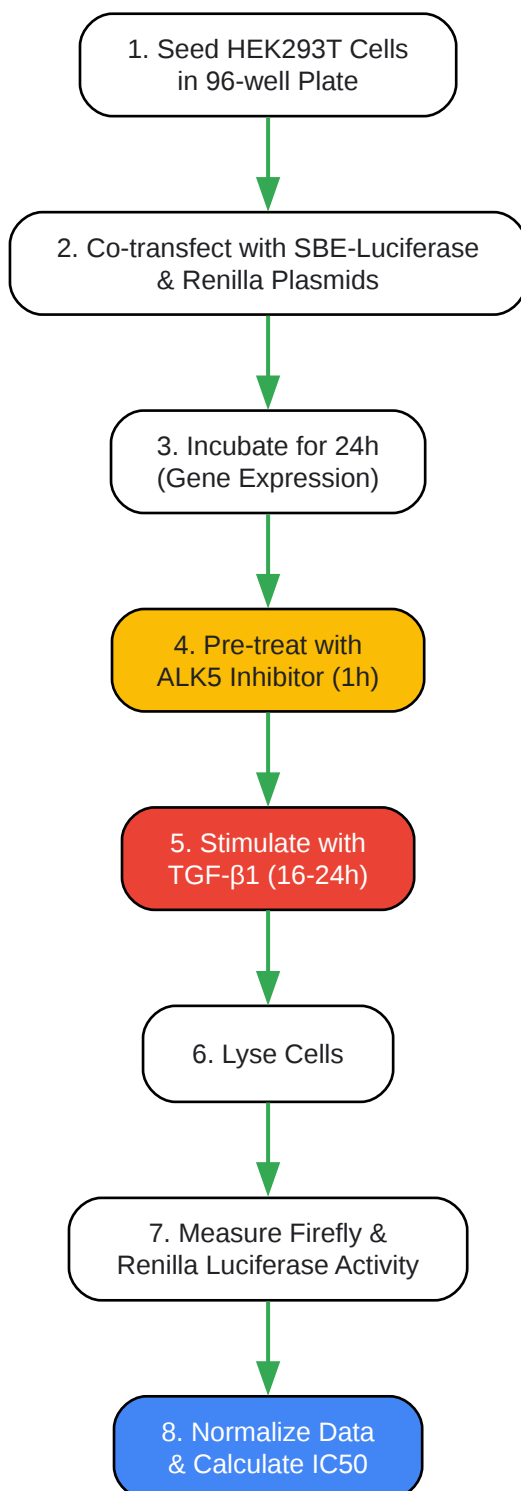 1. Seed HEK293T Cells
in 96-well Plate
2. Co-transfect with SBE-Luciferase
& Renilla Plasmids
3. Incubate for 24h
(Gene Expression)
4. Pre-treat with
ALK5 Inhibitor (1h)
5. Stimulate with
TGF-β1 (16-24h)
6. Lyse Cells
7. Measure Firefly &
Renilla Luciferase Activity
8. Normalize Data
& Calculate IC50